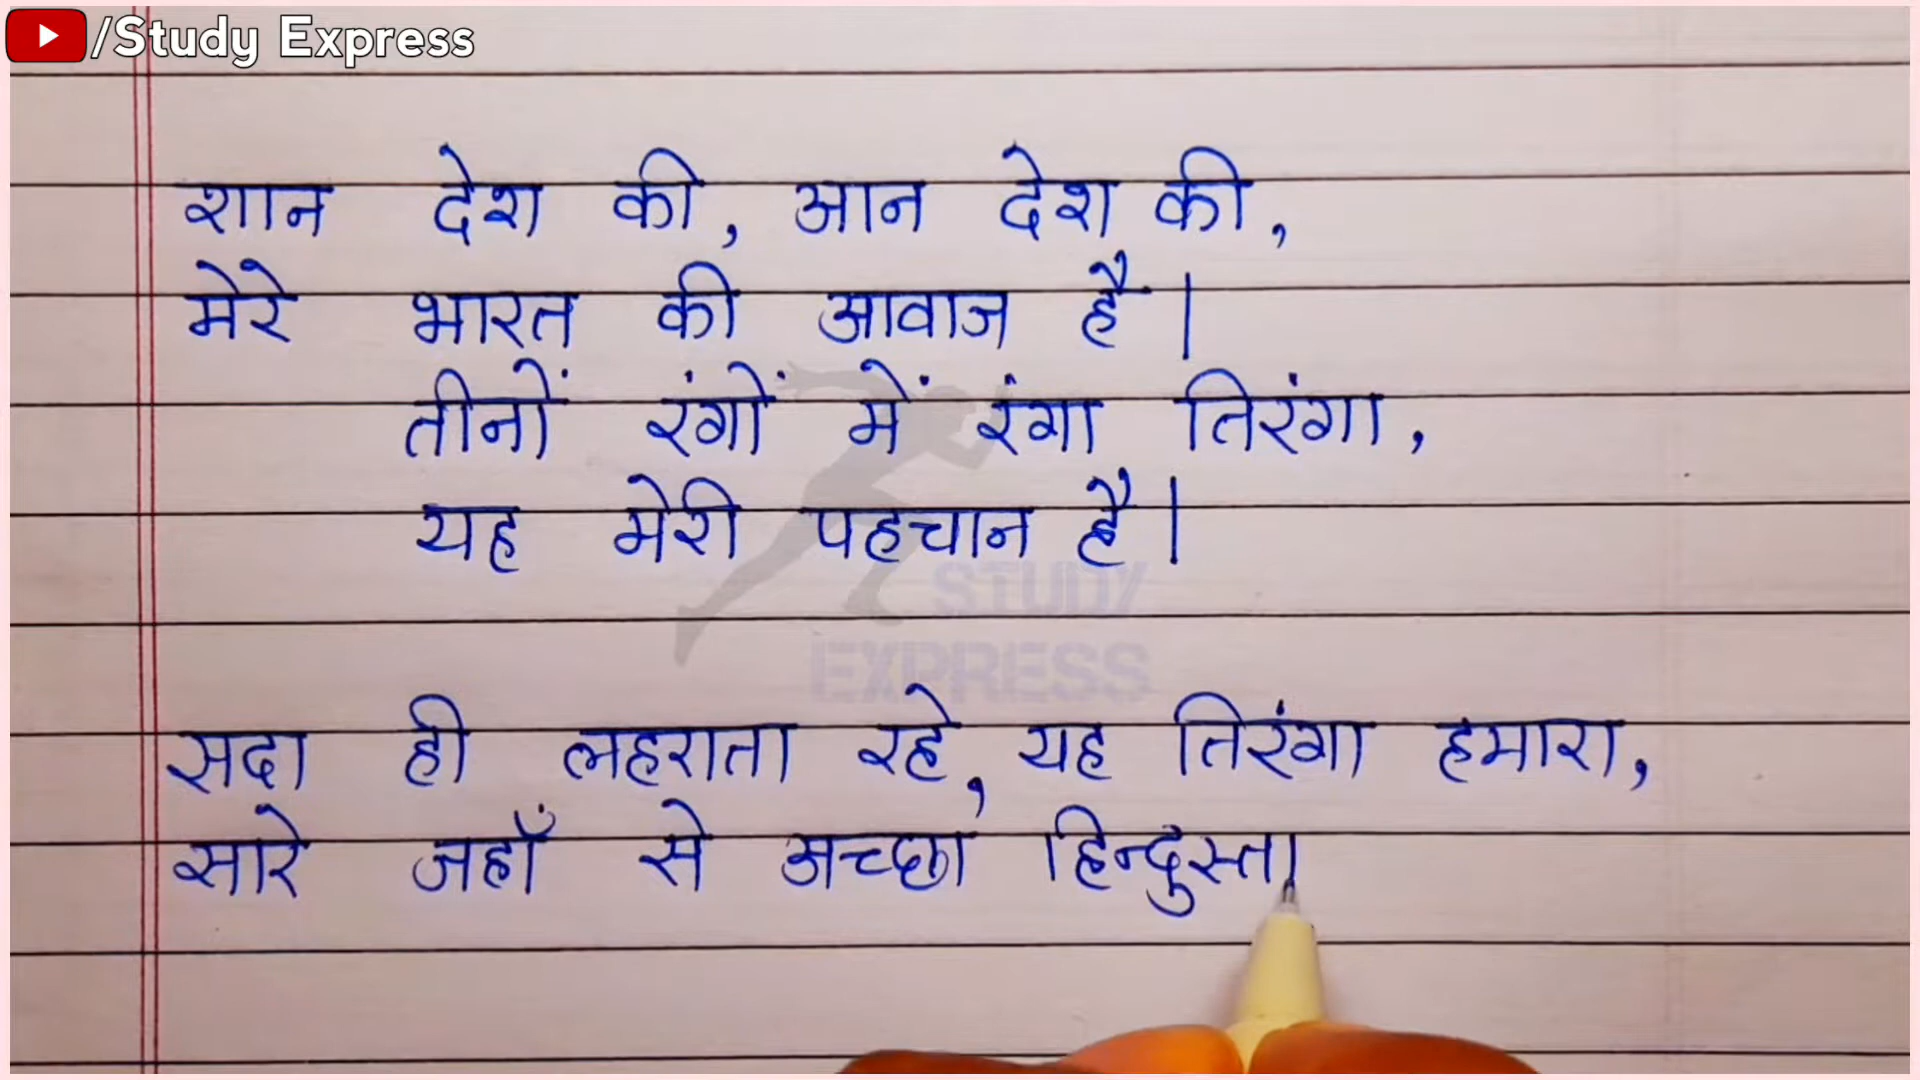 /Study Express
शान देश की, आन देश की,
मेरे भारत की आवाज है।
तीनों रंगों में रंगा तिरंगा,
यह मेरी पहचान है।
STUDY
EXPRESS
सदा ही लहराता रहे, यह तिरंगा हमारा,
सारे जहाँ से अच्छा हिन्दुस्ता